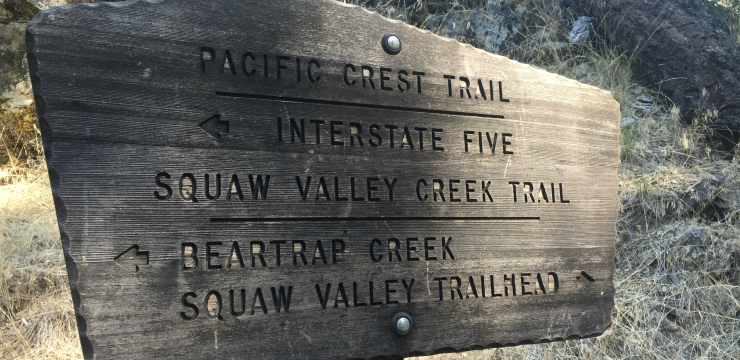 PACIFIC CREST TRAIL
INTERSTATE FIVE
SQUAW VALLEY CREEK TRAIL
BEARTRAP CREEK
SQUAW VALLEY TRAILHEAD